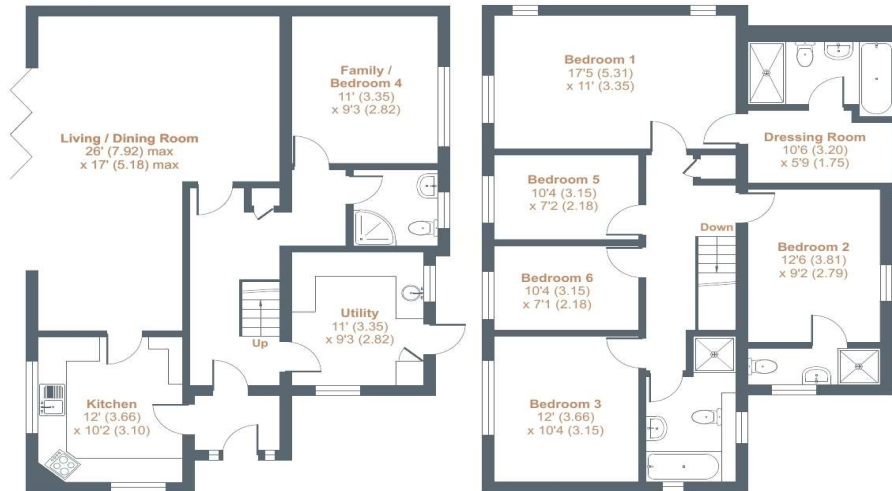 Living / Dining Room
26' (7.92) max
x 17' (5.18) max
Family /
Bedroom 4
11' (3.35)
x 9'3 (2.82)
Utility
11' (3.35)
x 9'3 (2.82)
Up
Kitchen
12' (3.66)
x 10'2 (3.10)
Bedroom 1
17'5 (5.31)
x 11' (3.35)
Dressing Room
10'6 (3.20)
x 5'9 (1.75)
Bedroom 5
10'4 (3.15)
x 7'2 (2.18)
Down
Bedroom 2
12'6 (3.81)
x 9'2 (2.79)
Bedroom 6
10'4 (3.15)
x 7'1 (2.18)
Bedroom 3
12' (3.66)
x 10'4 (3.15)